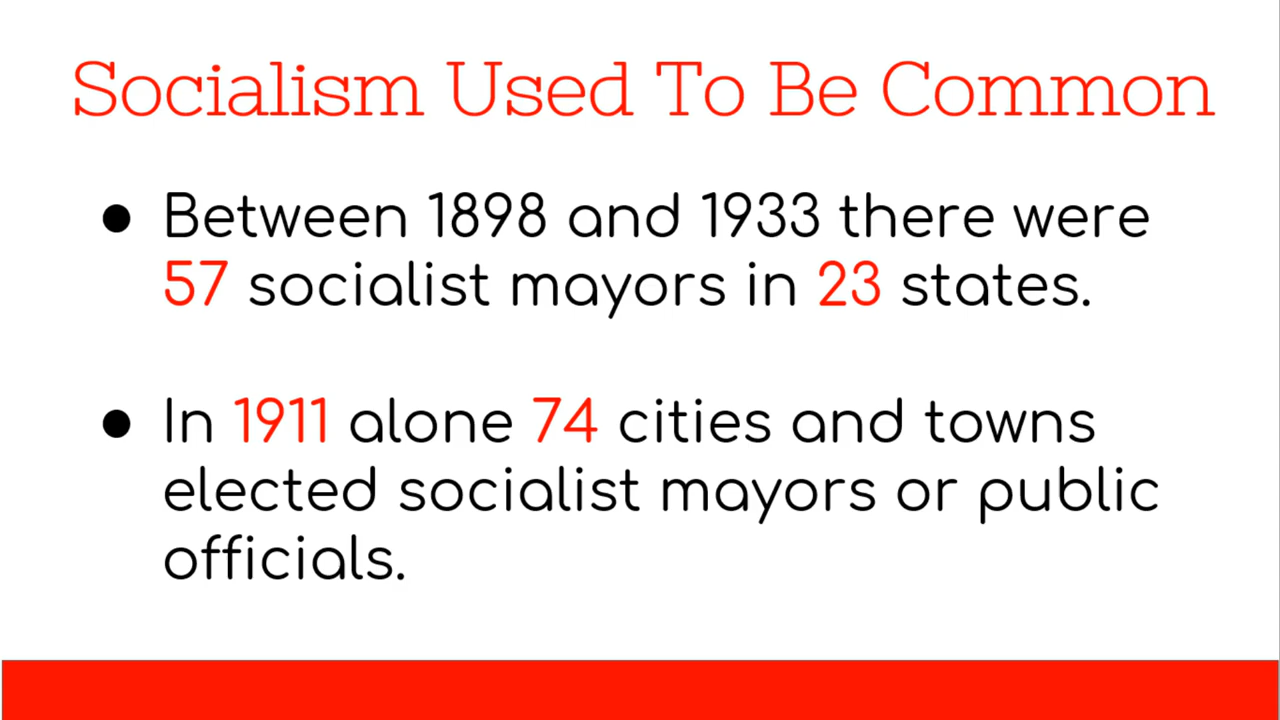 Socialism Used To Be Common
● Between 1898 and 1933 there were
57 socialist mayors in 23 states.
● In 1911 alone 74 cities and towns
elected socialist mayors or public
officials.